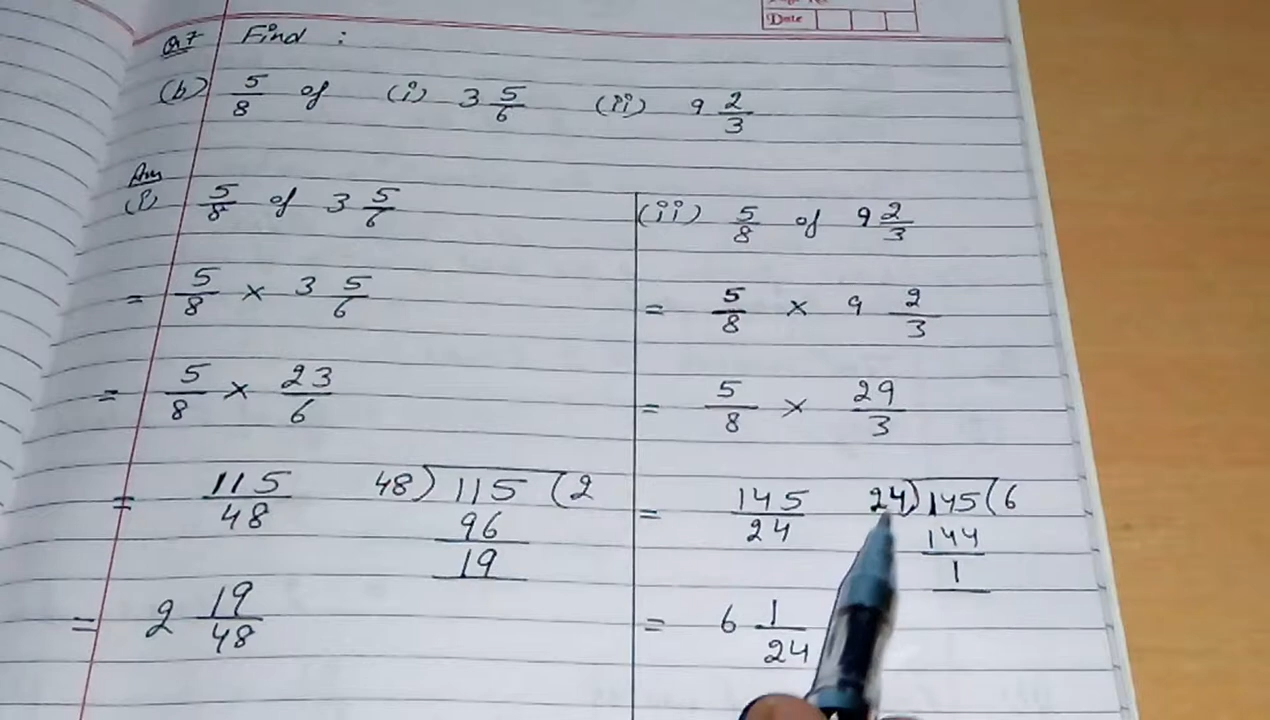 Date
Q.7 Find :
(b) 5/8 of (i) 3 5/6 (ii) 9 2/3
Ans
(i) 5/8 of 3 5/6
= 5/8 × 3 5/6
= 5/8 × 23/6
= 115/48 48) 115 (2
96
19
= 2 19/48
(ii) 5/8 of 9 2/3
= 5/8 × 9 2/3
= 5/8 × 29/3
= 145/24 24) 145 (6
144
1
= 6 1/24